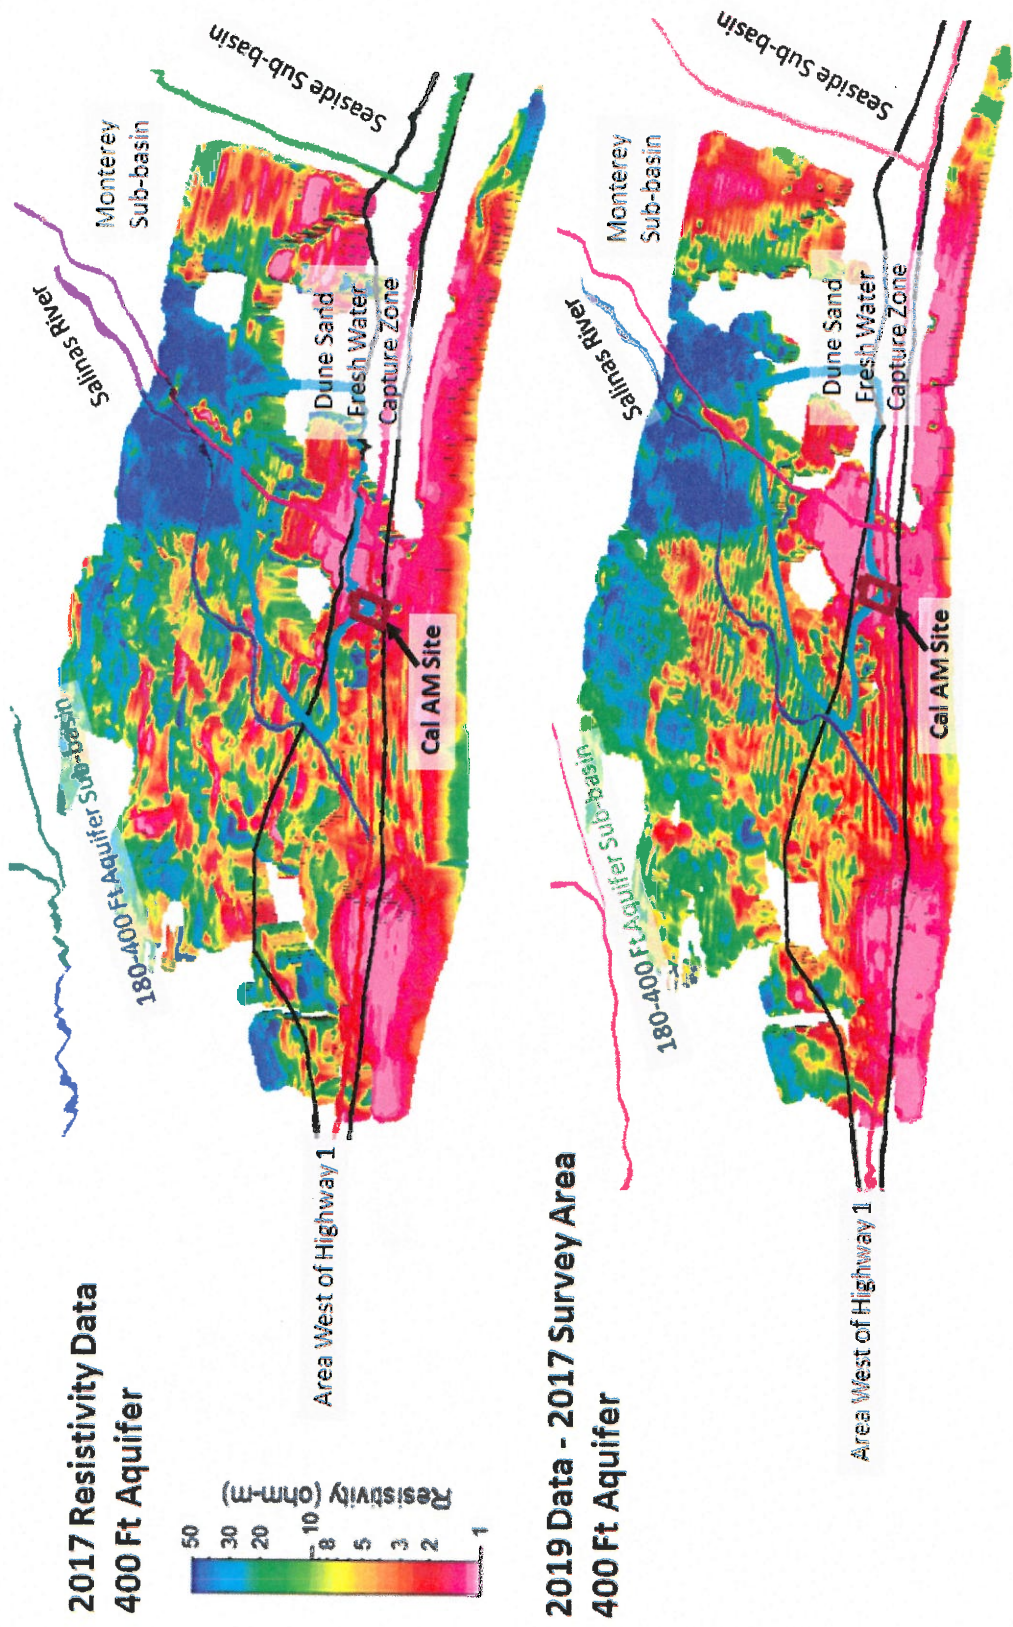 2017 Resistivity Data
400 Ft Aquifer
50
30
20
10
8
5
3
2
1
Resistivity (ohm-m)
Area West of Highway 1
180-400 Ft Aquifer Sub-basin
Salinas River
Monterey
Sub-basin
Seaside Sub-basin
Dune Sand
Fresh Water
Capture Zone
Cal AM Site
2019 Data - 2017 Survey Area
400 Ft Aquifer
Area West of Highway 1
180-400 Ft Aquifer Sub-basin
Salinas River
Monterey
Sub-basin
Seaside Sub-basin
Dune Sand
Fresh Water
Capture Zone
Cal AM Site